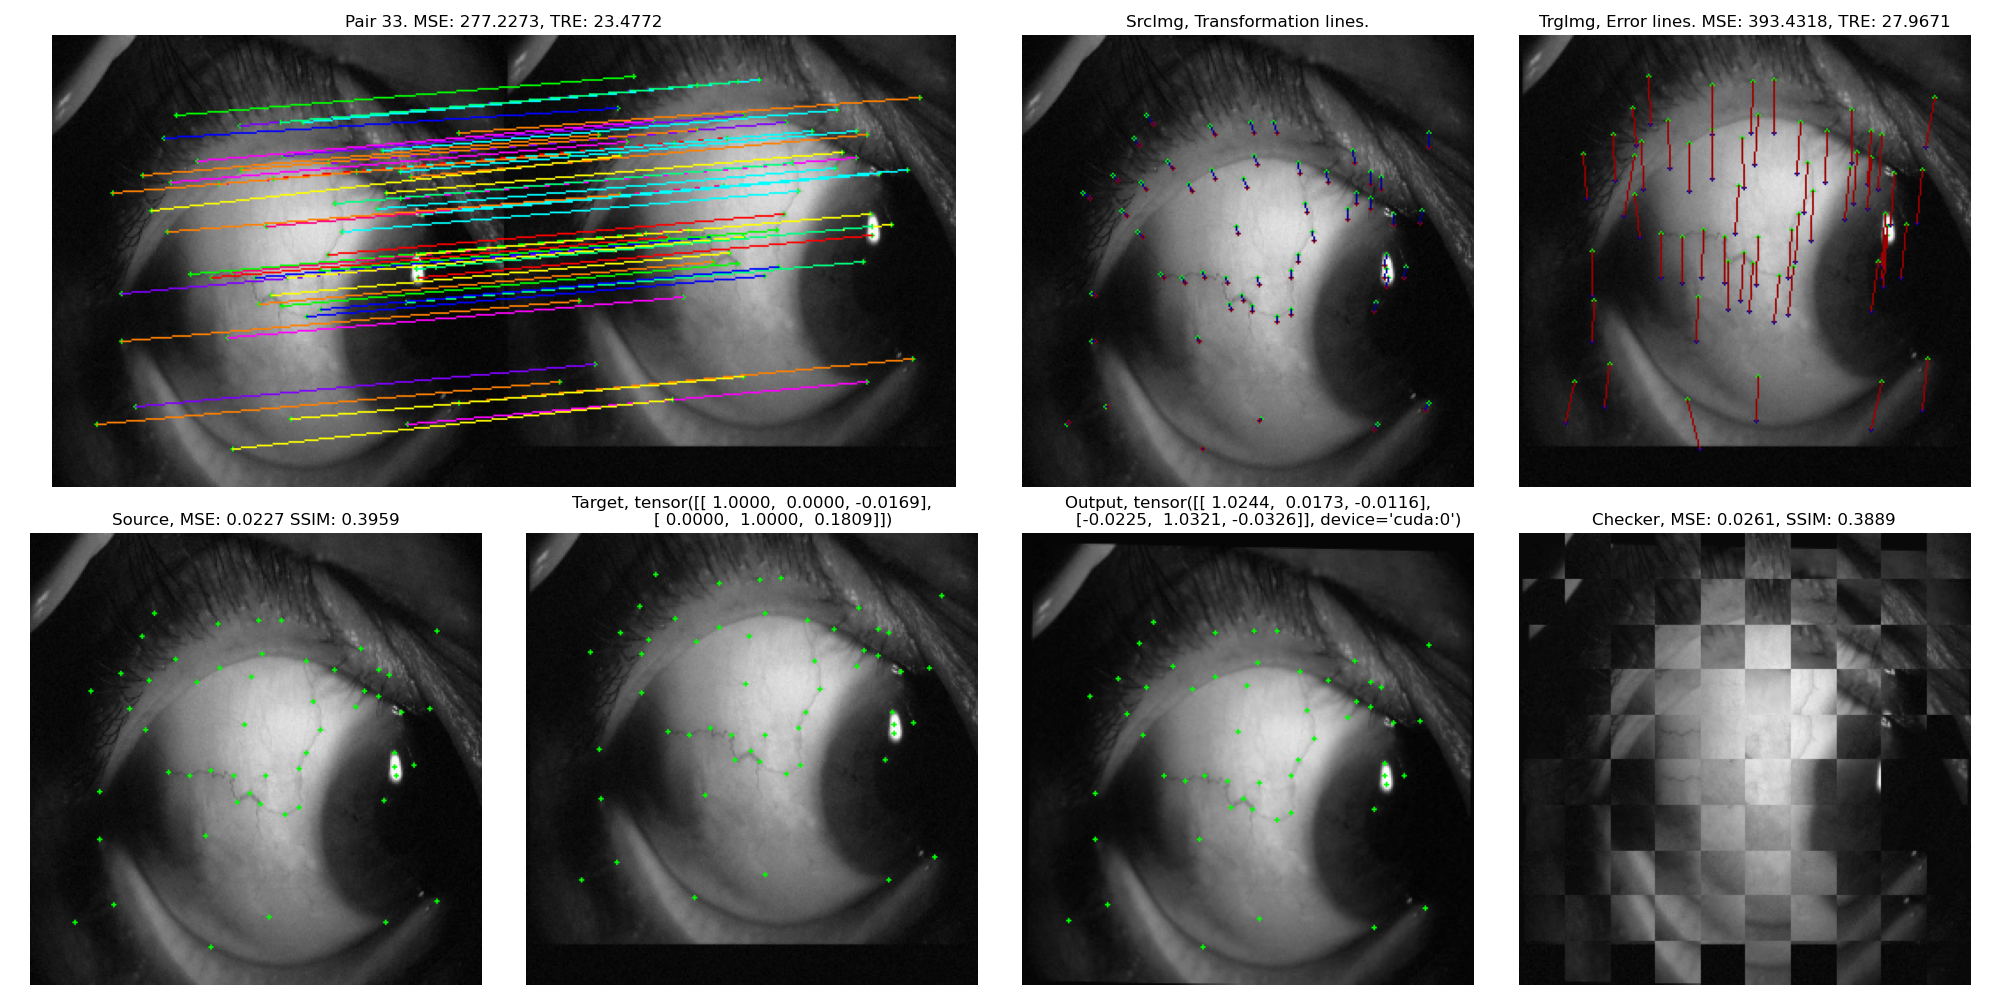 Pair 33. MSE: 277.2273, TRE: 23.4772
SrcImg, Transformation lines.
TrgImg, Error lines. MSE: 393.4318, TRE: 27.9671
Source, MSE: 0.0227 SSIM: 0.3959
Target, tensor([[ 1.0000,  0.0000, -0.0169],
[ 0.0000,  1.0000,  0.1809]])
Output, tensor([[ 1.0244,  0.0173, -0.0116],
[-0.0225,  1.0321, -0.0326]], device='cuda:0')
Checker, MSE: 0.0261, SSIM: 0.3889